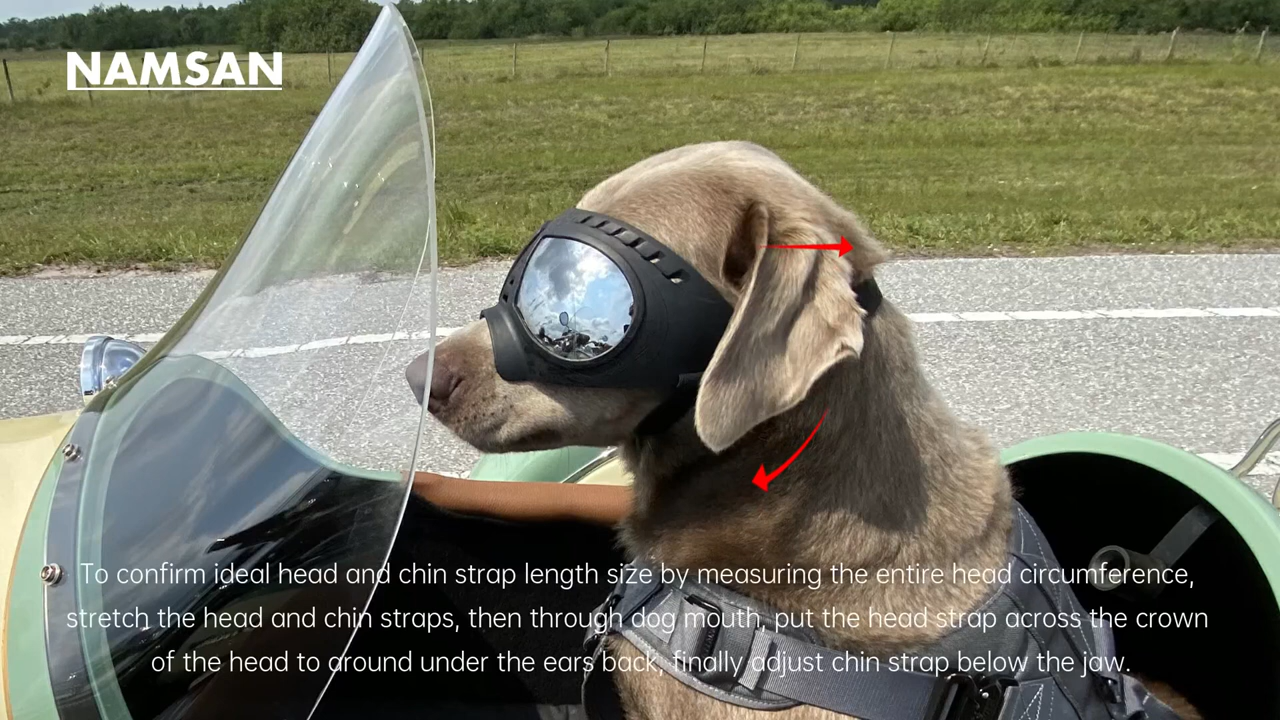 NAMSAN
To confirm ideal head and chin strap length size by measuring the entire head circumference,
stretch the head and chin straps, then through dog mouth, put the head strap across the crown
of the head to around under the ears back, finally adjust chin strap below the jaw.